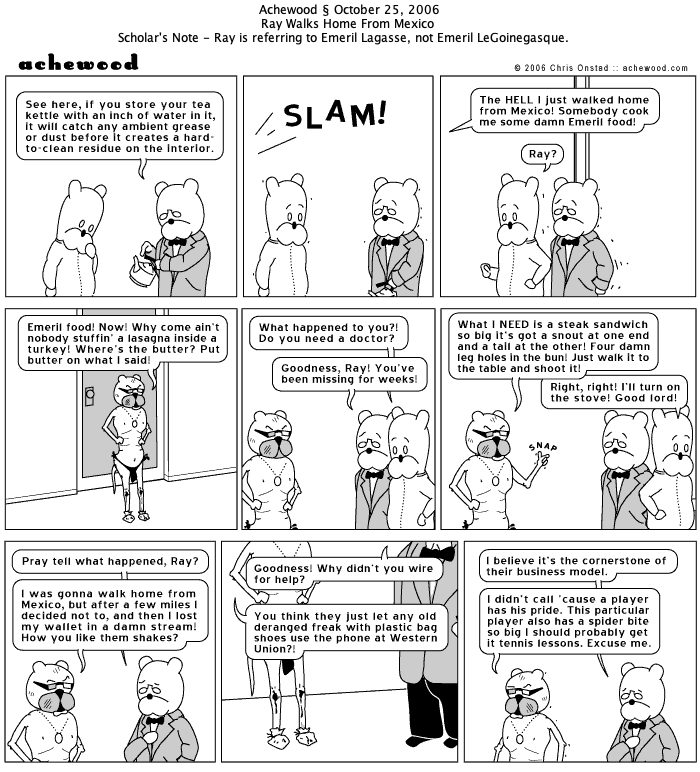 Achewood § October 25, 2006
Ray Walks Home From Mexico
Scholar's Note - Ray is referring to Emeril Lagasse, not Emeril LeGoinegasque.
achewood
© 2006 Chris Onstad :: achewood.com
See here, if you store your tea
kettle with an inch of water in it,
it will catch any ambient grease
or dust before it creates a hard-
to-clean residue on the interior.
SLAM!
The HELL I just walked home
from Mexico! Somebody cook
me some damn Emeril food!
Ray?
Emeril food! Now! Why come ain't
nobody stuffin' a lasagna inside a
turkey! Where's the butter? Put
butter on what I said!
What happened to you?!
Do you need a doctor?
Goodness, Ray! You've
been missing for weeks!
What I NEED is a steak sandwich
so big it's got a snout at one end
and a tail at the other! Four damn
leg holes in the bun! Just walk it to
the table and shoot it!
Right, right! I'll turn on
the stove! Good lord!
SNAP
Pray tell what happened, Ray?
I was gonna walk home from
Mexico, but after a few miles I
decided not to, and then I lost
my wallet in a damn stream!
How you like them shakes?
Goodness! Why didn't you wire
for help?
You think they just let any old
deranged freak with plastic bag
shoes use the phone at Western
Union?!
I believe it's the cornerstone of
their business model.
I didn't call 'cause a player
has his pride. This particular
player also has a spider bite
so big I should probably get
it tennis lessons. Excuse me.